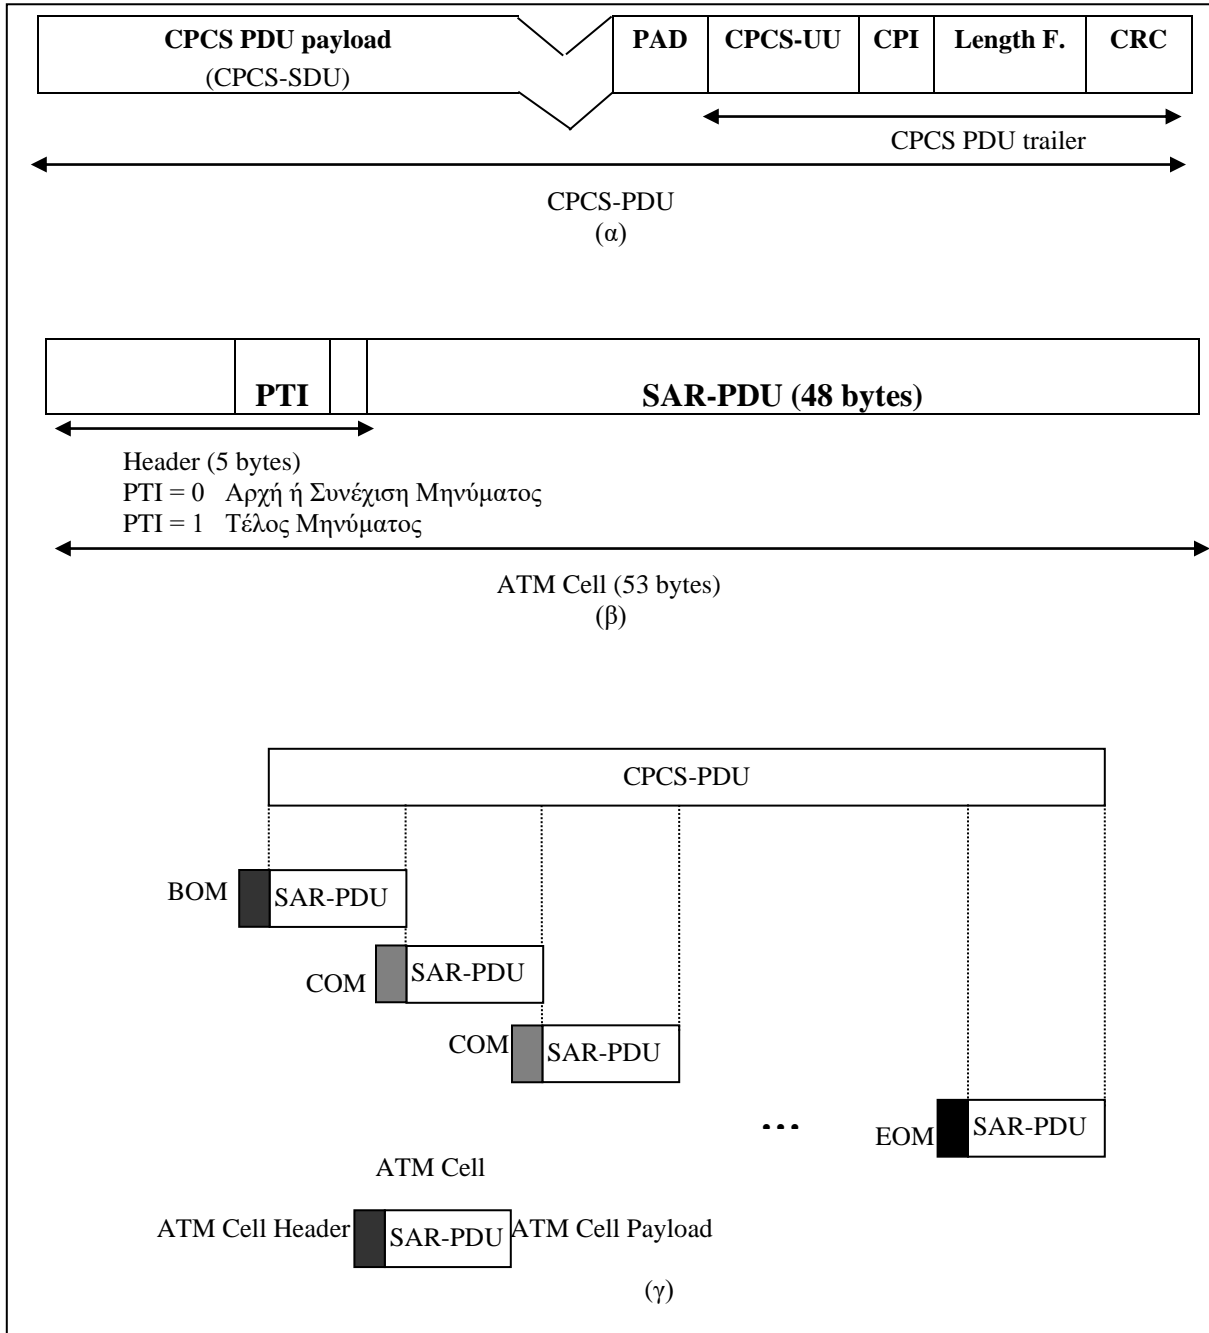 CPCS PDU payload PAD CPCS-UU CPI Length F. CRC
(CPCS-SDU)
CPCS PDU trailer
CPCS-PDU
(α)
PTI SAR-PDU (48 bytes)
Header (5 bytes)
PTI = 0 Αρχή ή Συνέχιση Μηνύματος
PTI = 1 Τέλος Μηνύματος
ATM Cell (53 bytes)
(β)
CPCS-PDU
BOM SAR-PDU
COM SAR-PDU
COM SAR-PDU
... EOM SAR-PDU
ATM Cell
ATM Cell Header SAR-PDU ATM Cell Payload
(γ)